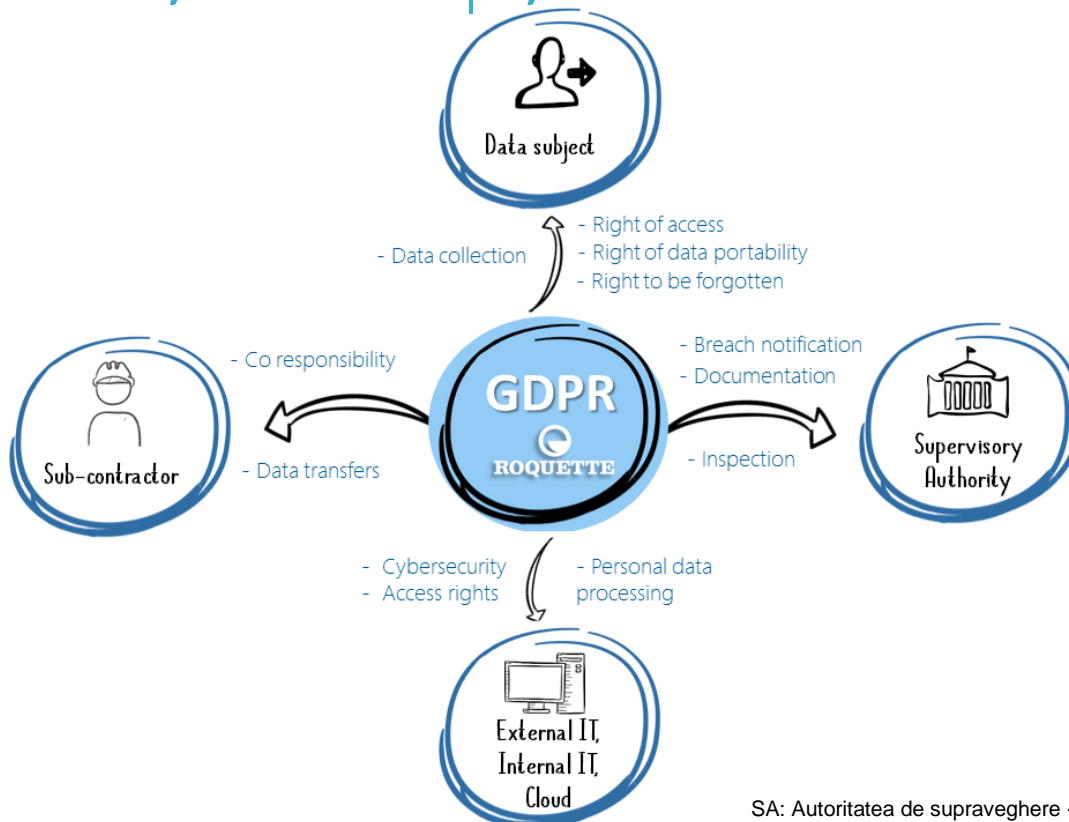 Data subject
- Right of access
- Data collection
- Right of data portability
- Right to be forgotten
- Co responsibility
- Breach notification
- Documentation
GDPR
ROQUETTE
Sub-contractor
- Data transfers
- Inspection
Supervisory
Authority
- Cybersecurity
- Access rights
- Personal data
processing
External IT,
Internal IT,
Cloud
SA: Autoritatea de supraveghere -